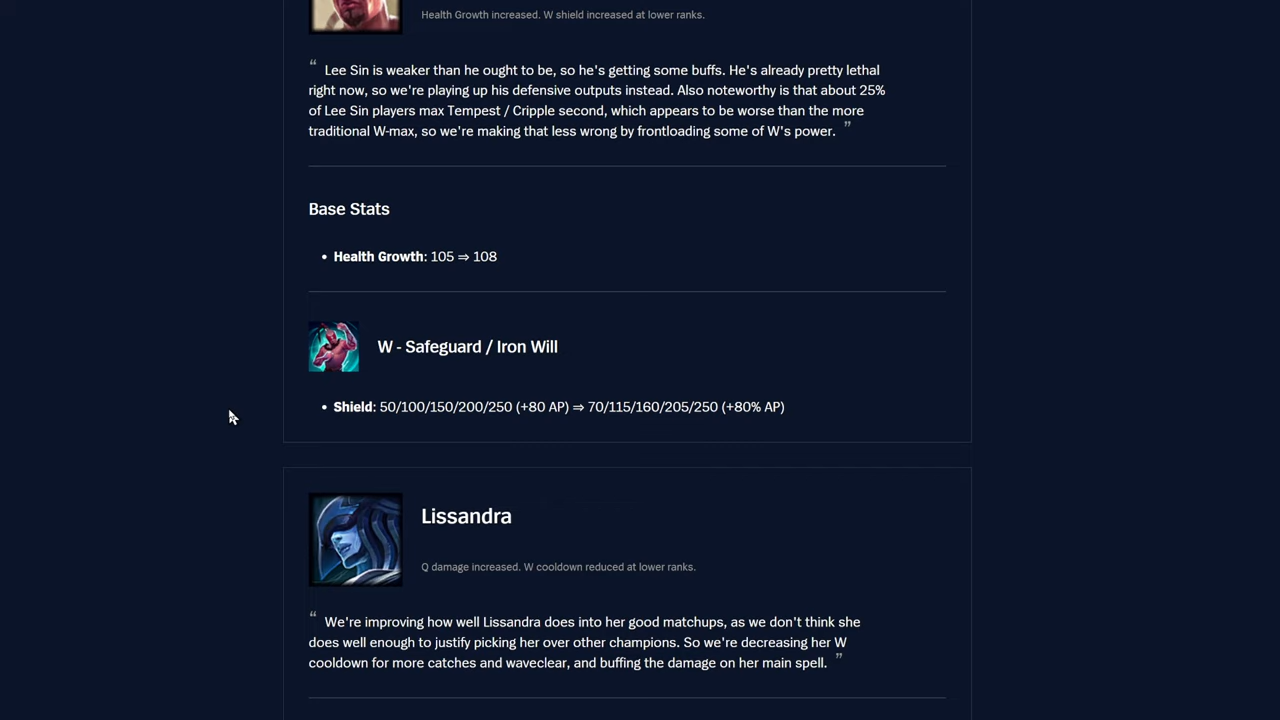 Health Growth increased. W shield increased at lower ranks.
“ Lee Sin is weaker than he ought to be, so he's getting some buffs. He's already pretty lethal
right now, so we're playing up his defensive outputs instead. Also noteworthy is that about 25%
of Lee Sin players max Tempest / Cripple second, which appears to be worse than the more
traditional W-max, so we're making that less wrong by frontloading some of W's power. ”
Base Stats
• Health Growth: 105 ⇒ 108
W - Safeguard / Iron Will
• Shield: 50/100/150/200/250 (+80 AP) ⇒ 70/115/160/205/250 (+80% AP)
Lissandra
Q damage increased. W cooldown reduced at lower ranks.
“ We're improving how well Lissandra does into her good matchups, as we don't think she
does well enough to justify picking her over other champions. So we're decreasing her W
cooldown for more catches and waveclear, and buffing the damage on her main spell. ”